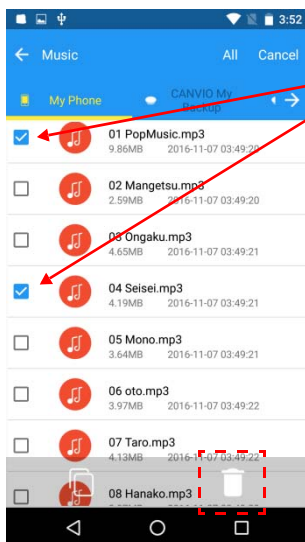 3:52
Music All Cancel
My Phone CANVIO My
Backup
01 PopMusic.mp3
9.86MB 2016-11-07 03:49:20
02 Mangetsu.mp3
2.59MB 2016-11-07 03:49:20
03 Ongaku.mp3
4.65MB 2016-11-07 03:49:21
04 Seisei.mp3
4.19MB 2016-11-07 03:49:21
05 Mono.mp3
3.64MB 2016-11-07 03:49:21
06 oto.mp3
3.97MB 2016-11-07 03:49:22
07 Taro.mp3
4.13MB 2016-11-07 03:49:22
08 Hanako.mp3